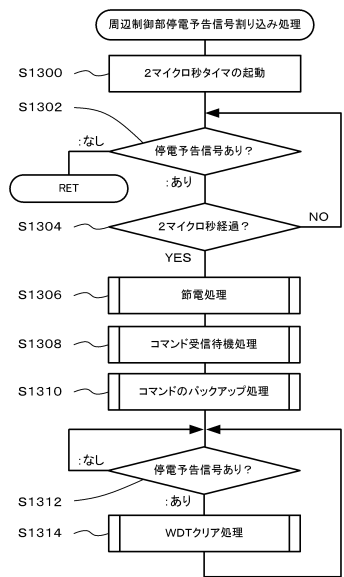 周辺制御部停電予告信号割り込み処理
S1300
2マイクロ秒タイマの起動
S1302
停電予告信号あり？
:なし
RET
:あり
S1304
2マイクロ秒経過？
NO
YES
S1306
節電処理
S1308
コマンド受信待機処理
S1310
コマンドのバックアップ処理
:なし
停電予告信号あり？
S1312
:あり
S1314
WDTクリア処理